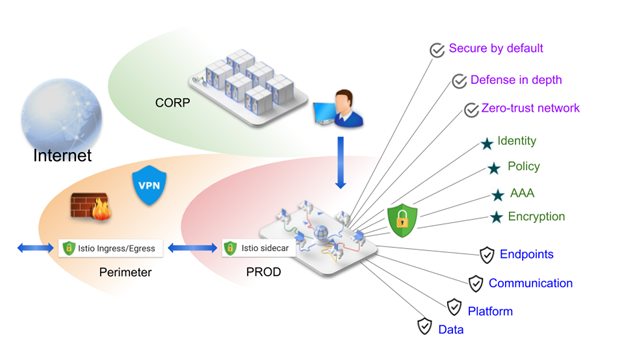 Secure by default
Defense in depth
CORP
Zero-trust network
Internet
Identity
Policy
VPN
AAA
Encryption
Istio Ingress/Egress
Istio sidecar
Perimeter
PROD
Endpoints
Communication
Platform
Data